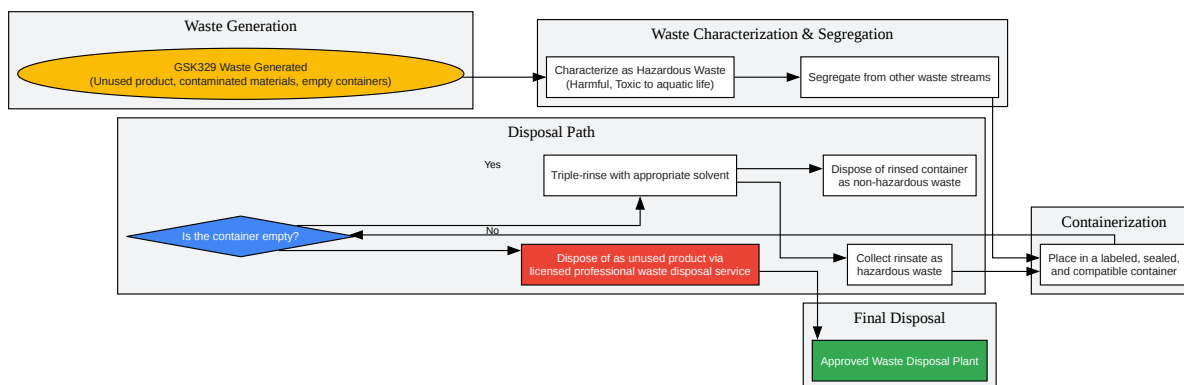 Waste Generation
GSK329 Waste Generated
(Unused product, contaminated materials, empty containers)
Waste Characterization & Segregation
Characterize as Hazardous Waste
(Harmful, Toxic to aquatic life)
Segregate from other waste streams
Disposal Path
Yes
Triple-rinse with appropriate solvent
Dispose of rinsed container
as non-hazardous waste
Is the container empty?
No
Dispose of as unused product via
licensed professional waste disposal service
Collect rinsate as
hazardous waste
Containerization
Place in a labeled, sealed,
and compatible container
Final Disposal
Approved Waste Disposal Plant